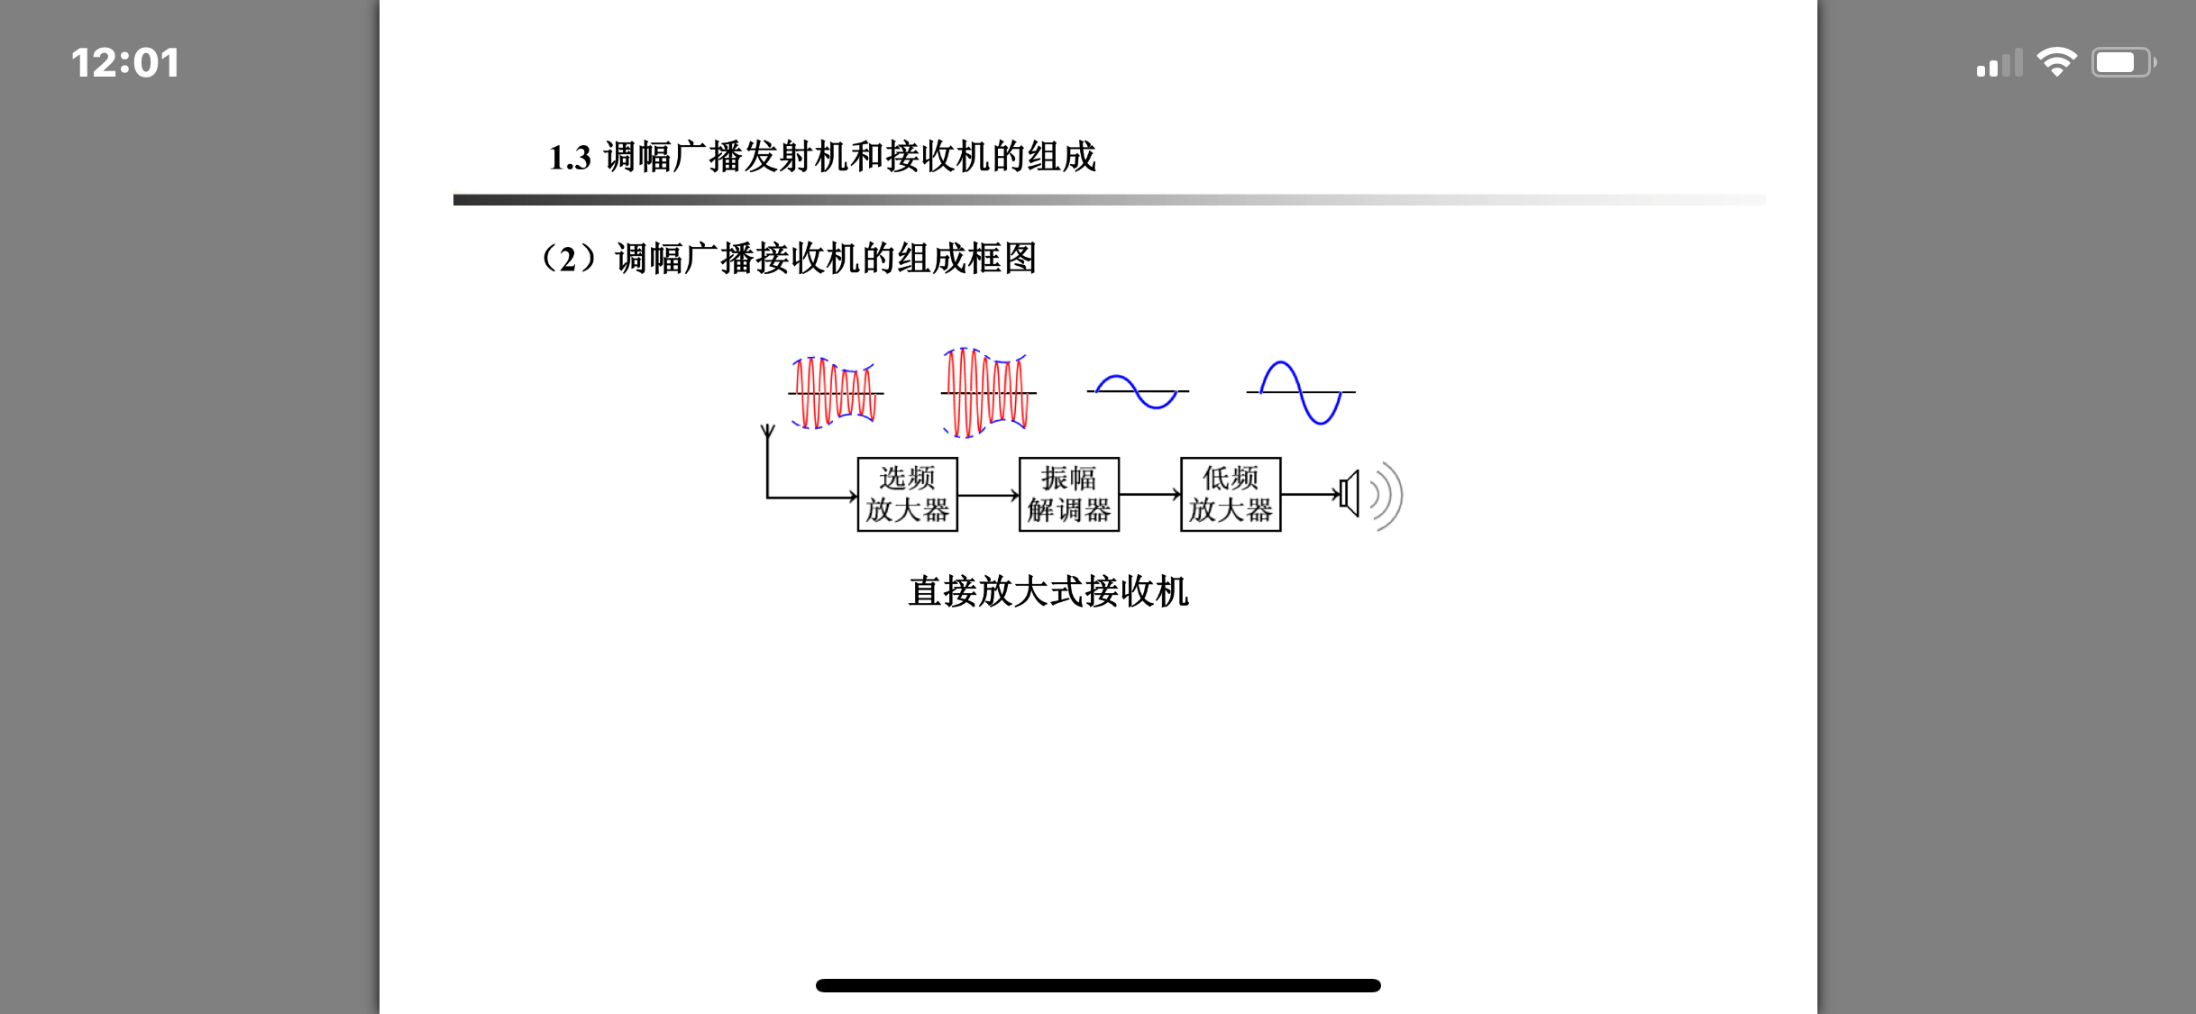 12:01
1.3 调幅广播发射机和接收机的组成
（2）调幅广播接收机的组成框图
选频
放大器
振幅
解调器
低频
放大器
直接放大式接收机